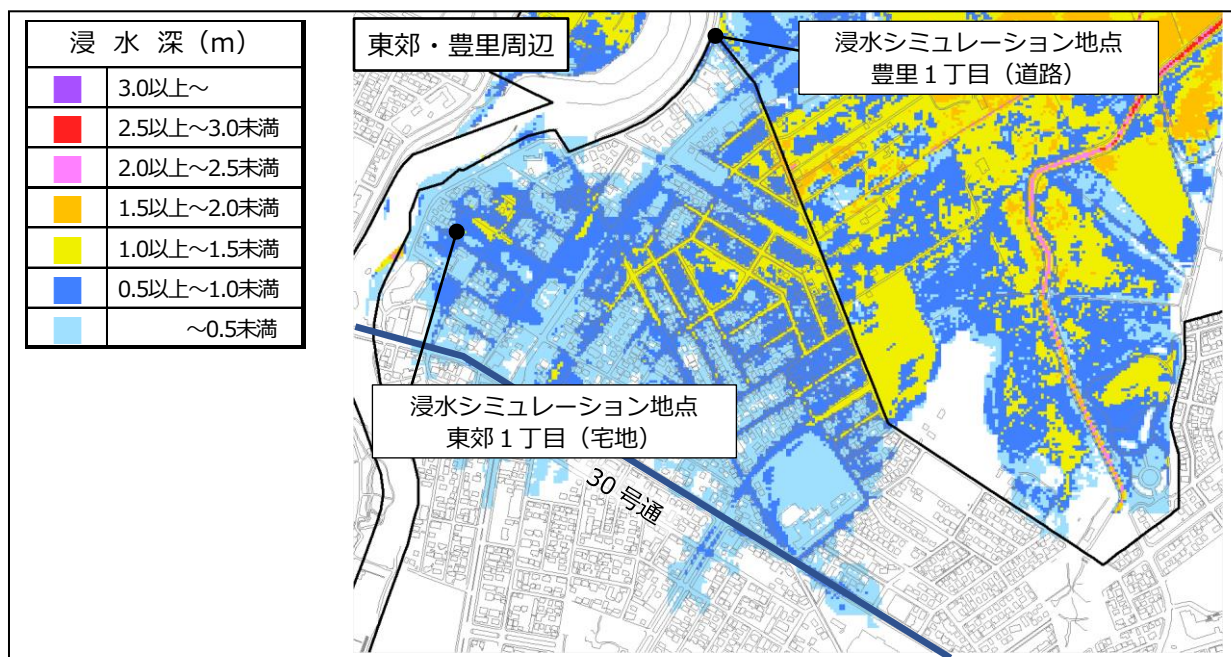 浸 水 深（m）
3.0以上～
2.5以上～3.0未満
2.0以上～2.5未満
1.5以上～2.0未満
1.0以上～1.5未満
0.5以上～1.0未満
～0.5未満
東郊・豊里周辺
浸水シミュレーション地点
豊里１丁目（道路）
浸水シミュレーション地点
東郊１丁目（宅地）
30 号通